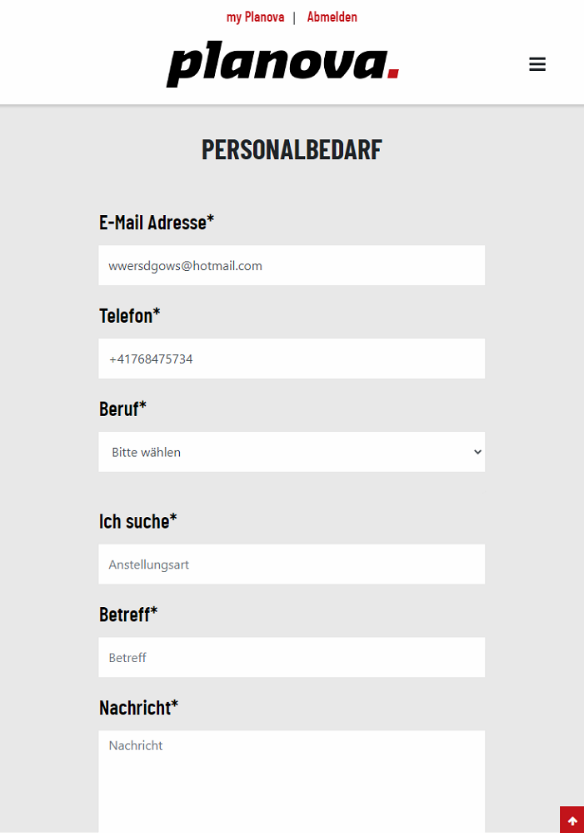 my Planova | Abmelden
planova.
PERSONALBEDARF
E-Mail Adresse*
wwersdgows@hotmail.com
Telefon*
+41768475734
Beruf*
Bitte wählen
Ich suche*
Anstellungsart
Betreff*
Betreff
Nachricht*
Nachricht